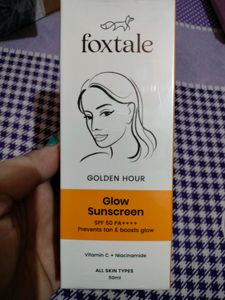 foxtale
GOLDEN HOUR
Glow
Sunscreen
SPF 50 PA++++
Prevents tan & boosts glow
Vitamin C + Niacinamide
ALL SKIN TYPES
50ml